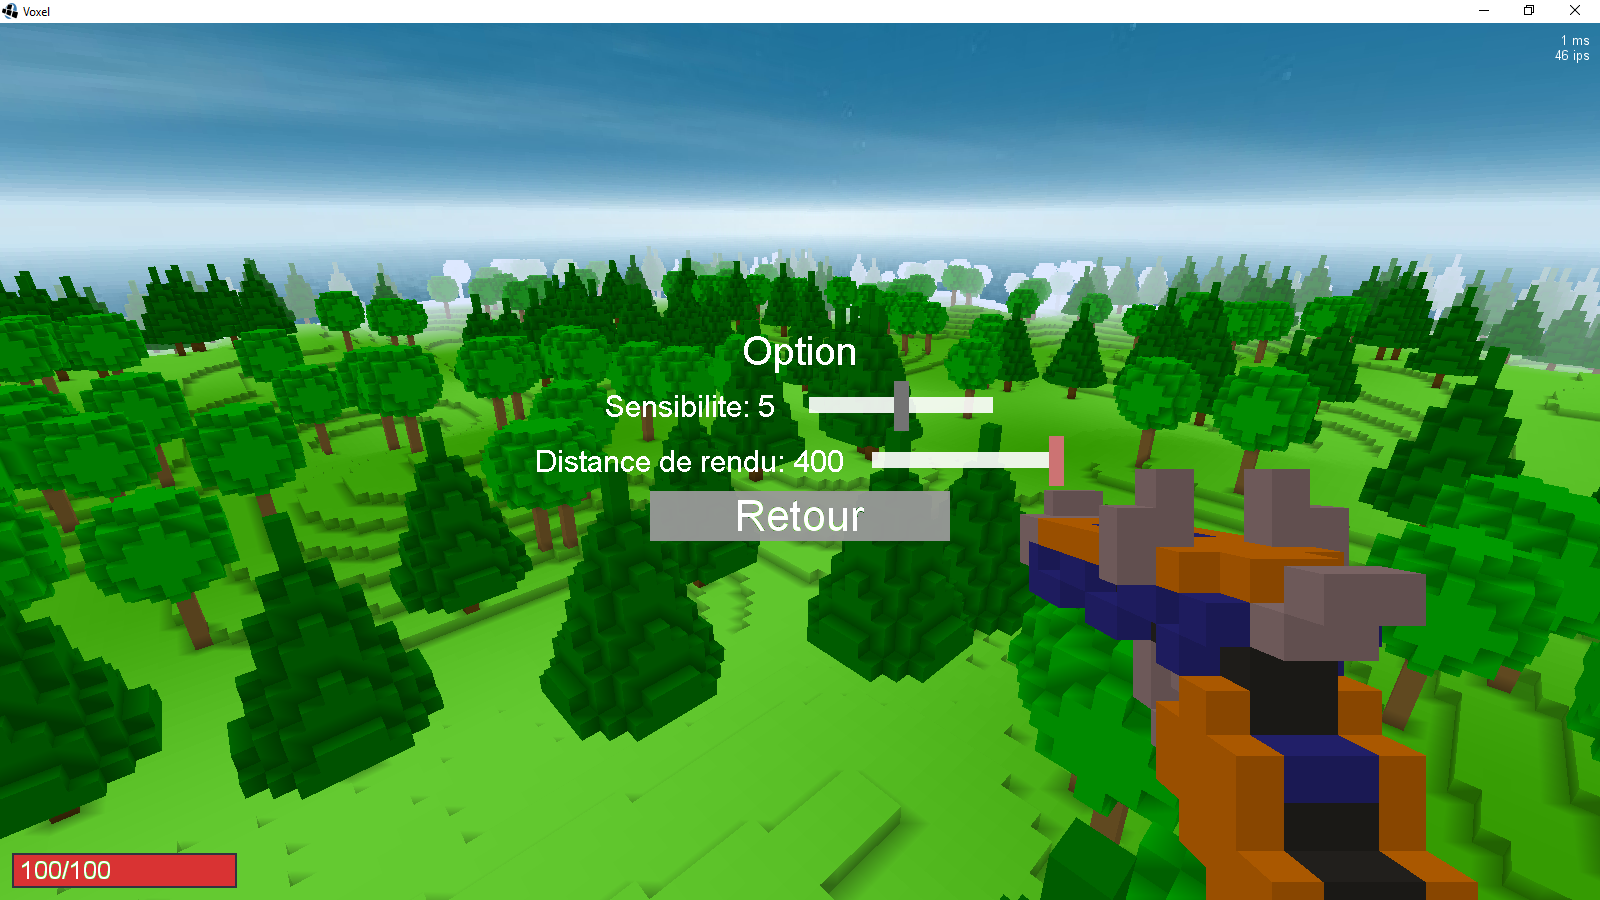 Voxel
1 ms
46 ips
Option
Sensibilite: 5
Distance de rendu: 400
Retour
100/100